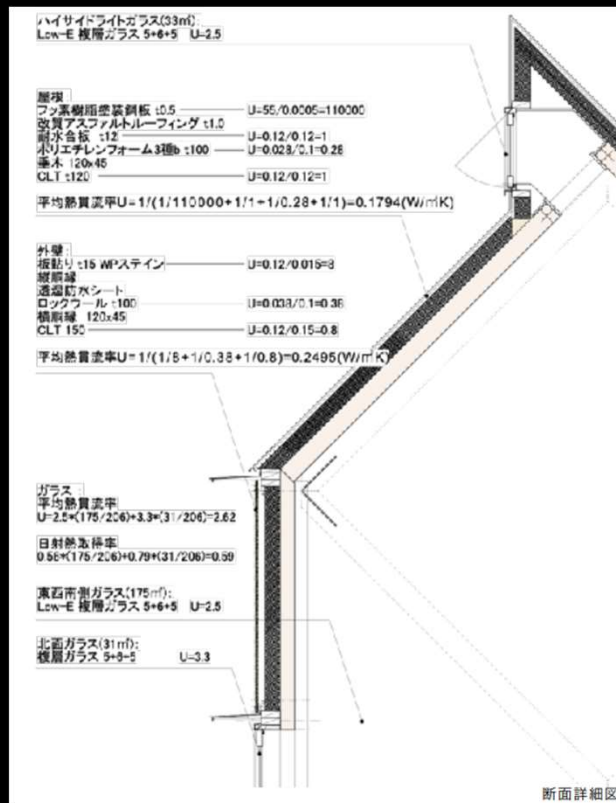 ハイサイドライトガラス(33㎡):
Low-E 複層ガラス 5+6+5 U=2.5
屋根:
フッ素樹脂塗装鋼板 t0.5 U=55/0.0005=110000
改質アスファルトルーフィング t1.0
耐水合板 t12 U=0.12/0.12=1
ポリエチレンフォーム3種b t100 U=0.028/0.1=0.28
垂木 120x45
CLT t120 U=0.12/0.12=1
平均熱貫流率U=1/(1/110000+1/1+1/0.28+1/1)=0.1794(W/㎡K)
外壁:
板貼り t15 WPステイン U=0.12/0.015=8
縦胴縁
透湿防水シート
ロックウール t100 U=0.038/0.1=0.38
横胴縁 120x45
CLT 150 U=0.12/0.15=0.8
平均熱貫流率U=1/(1/8+1/0.38+1/0.8)=0.2495(W/㎡K)
ガラス:
平均熱貫流率
U=2.5*(175/206)+3.3*(31/206)=2.62
日射熱取得率
0.56*(175/206)+0.79*(31/206)=0.59
東西南側ガラス(175㎡):
Low-E 複層ガラス 5+6+5 U=2.5
北面ガラス(31㎡):
複層ガラス 5+6+5 U=3.3
断面詳細図